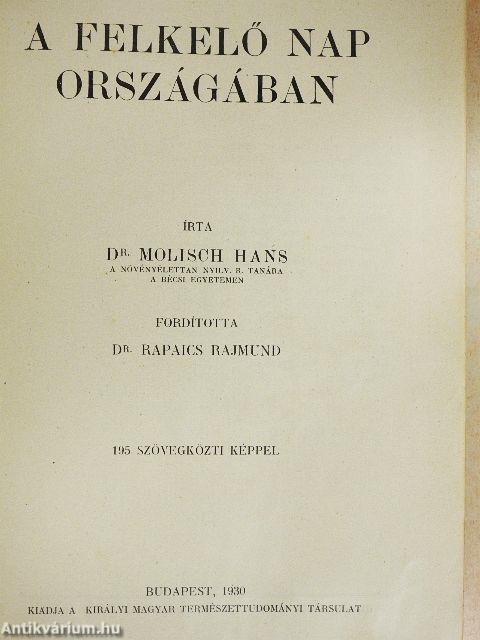 A FELKELŐ NAP
ORSZÁGÁBAN
ÍRTA
DR. MOLISCH HANS
A NÖVÉNYÉLETTAN NYILV. R. TANÁRA
A BÉCSI EGYETEMEN
FORDÍTOTTA
DR. RAPAICS RAJMUND
195 SZÖVEGKÖZTI KÉPPEL
BUDAPEST, 1930
KIADJA A KIRÁLYI MAGYAR TERMÉSZETTUDOMÁNYI TÁRSULAT
Antikvárium.hu